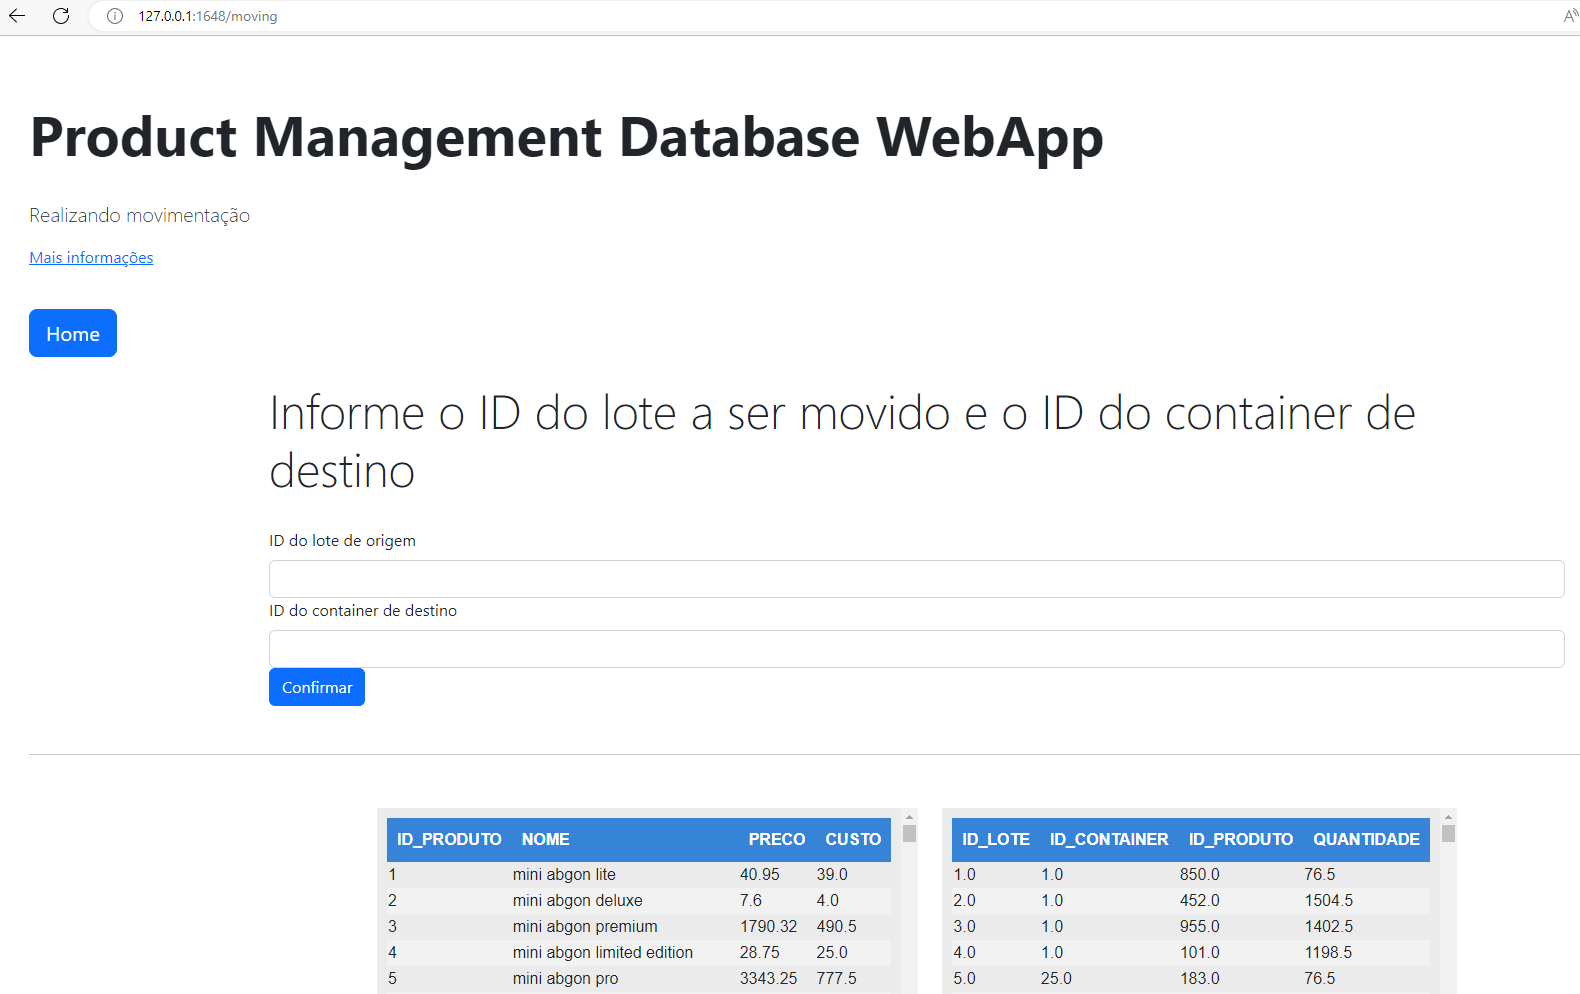 127.0.0.1:1648/moving
Product Management Database WebApp
Realizando movimentação
Mais informações
Home
Informe o ID do lote a ser movido e o ID do container de
destino
ID do lote de origem
ID do container de destino
Confirmar
ID_PRODUTO NOME PRECO CUSTO
1 mini abgon lite 40.95 39.0
2 mini abgon deluxe 7.6 4.0
3 mini abgon premium 1790.32 490.5
4 mini abgon limited edition 28.75 25.0
5 mini abgon pro 3343.25 777.5
ID_LOTE ID_CONTAINER ID_PRODUTO QUANTIDADE
1.0 1.0 850.0 76.5
2.0 1.0 452.0 1504.5
3.0 1.0 955.0 1402.5
4.0 1.0 101.0 1198.5
5.0 25.0 183.0 76.5